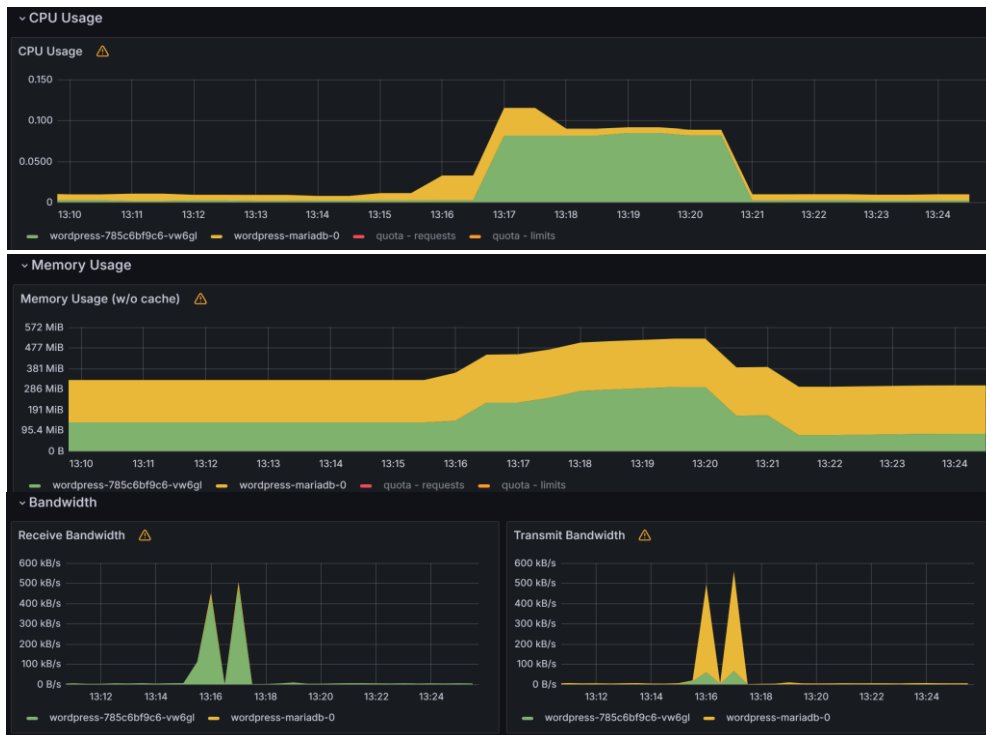 CPU Usage
CPU Usage
0.150
0.100
0.0500
0
13:10 13:11 13:12 13:13 13:14 13:15 13:16 13:17 13:18 13:19 13:20 13:21 13:22 13:23 13:24
wordpress-785c6bf9c6-vw6gl wordpress-mariadb-0 quota - requests quota - limits
Memory Usage
Memory Usage (w/o cache)
572 MiB
477 MiB
381 MiB
286 MiB
191 MiB
95.4 MiB
0 B
13:10 13:11 13:12 13:13 13:14 13:15 13:16 13:17 13:18 13:19 13:20 13:21 13:22 13:23 13:24
wordpress-785c6bf9c6-vw6gl wordpress-mariadb-0 quota - requests quota - limits
Bandwidth
Receive Bandwidth
600 kB/s
500 kB/s
400 kB/s
300 kB/s
200 kB/s
100 kB/s
0 B/s
13:12 13:14 13:16 13:18 13:20 13:22 13:24
wordpress-785c6bf9c6-vw6gl wordpress-mariadb-0
Transmit Bandwidth
600 kB/s
500 kB/s
400 kB/s
300 kB/s
200 kB/s
100 kB/s
0 B/s
13:12 13:14 13:16 13:18 13:20 13:22 13:24
wordpress-785c6bf9c6-vw6gl wordpress-mariadb-0